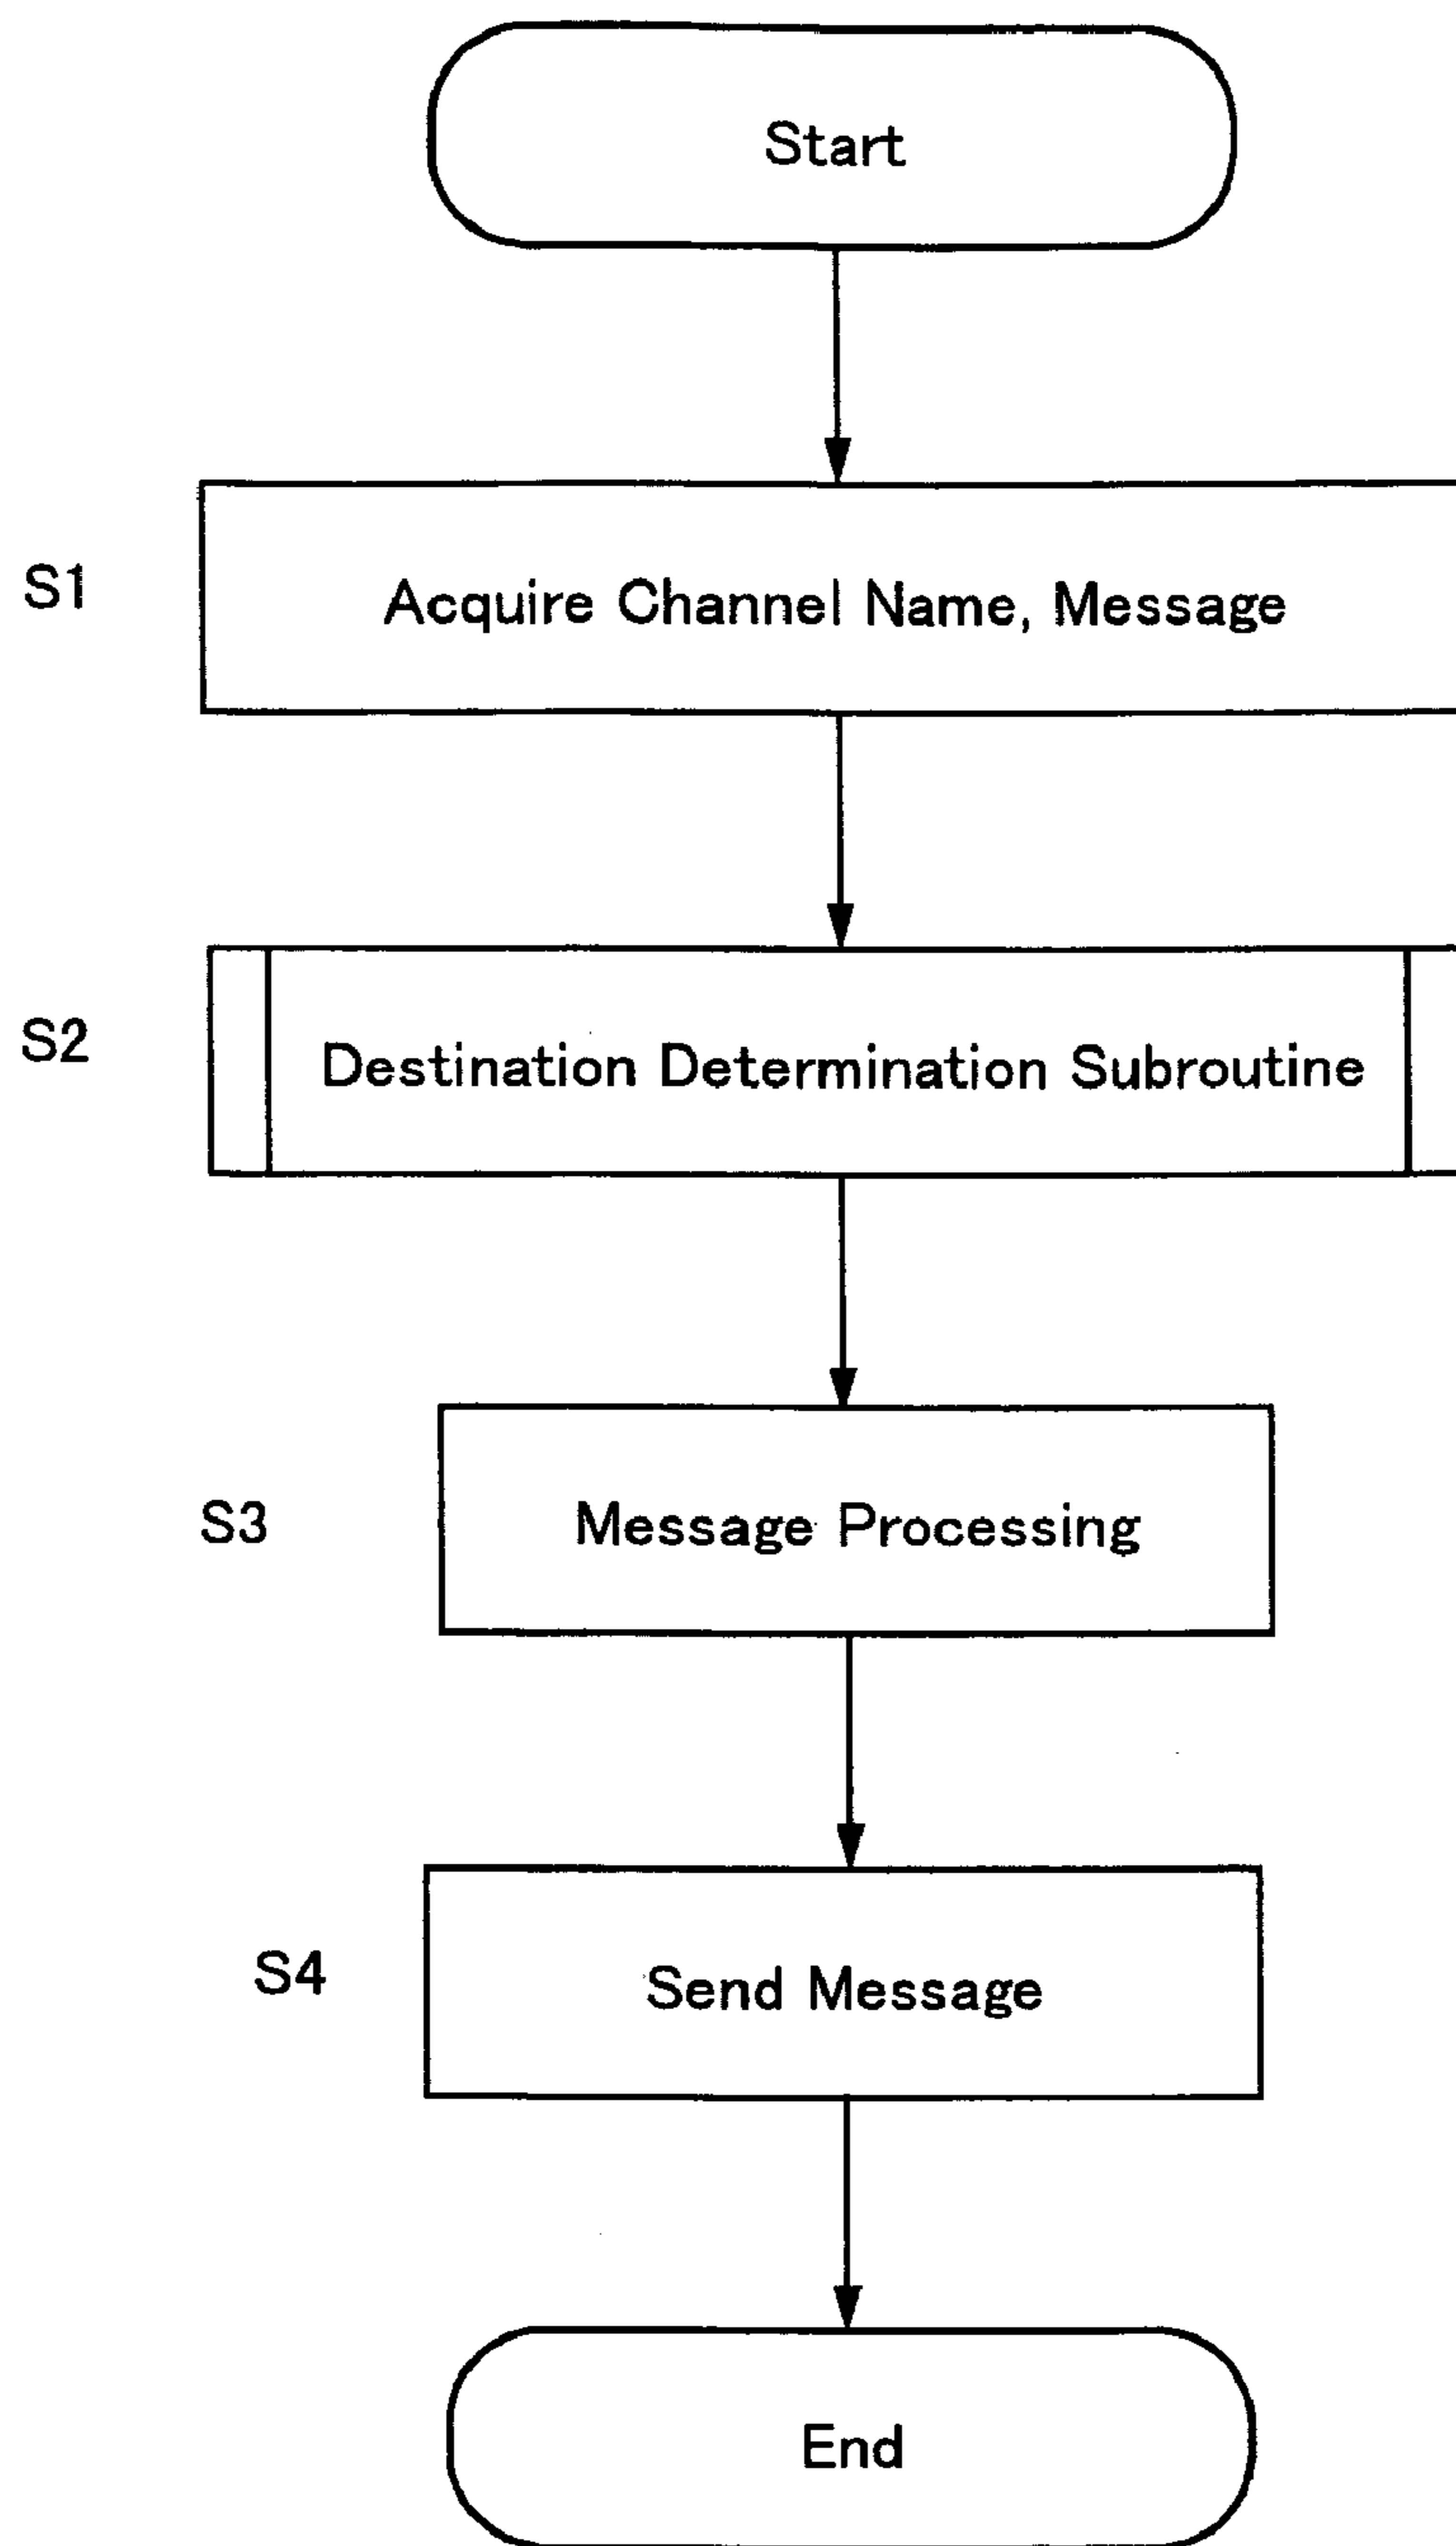 Start
S1
Acquire Channel Name, Message
S2
Destination Determination Subroutine
S3
Message Processing
S4
Send Message
End